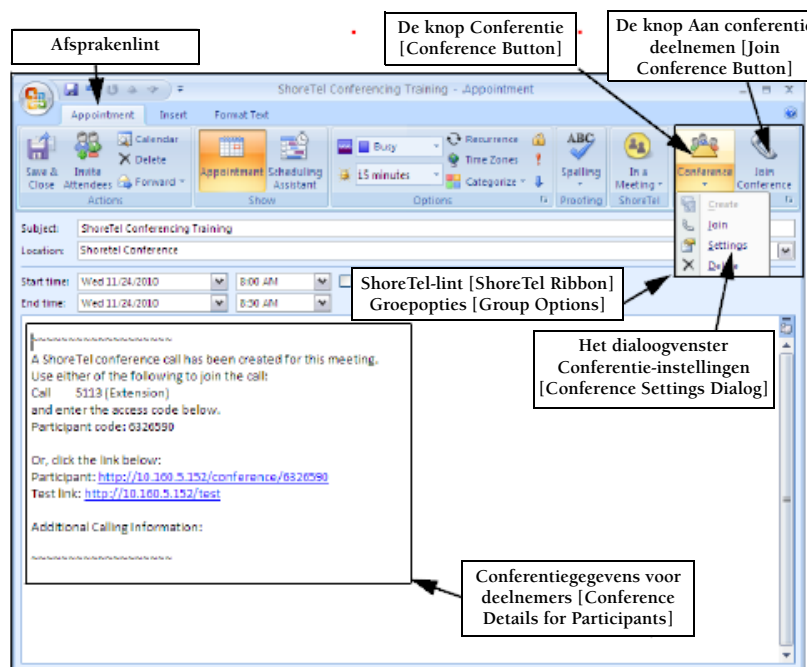 Afsprakenlint
De knop Conferentie
[Conference Button]
De knop Aan conferentie
deelnemen [Join
Conference Button]
ShoreTel Conferencing Training - Appointment
Appointment Insert Format Text
Save & Close
Invite Attendees
Calendar
Delete
Forward
Actions
Appointment
Scheduling Assistant
Show
Busy
15 minutes
Recurrence
Time Zones
Categorize
Options
ABC
Spelling
Proofing
In a Meeting
ShoreTel
Conference
Join Conference
Create
Join
Settings
Subject: ShoreTel Conferencing Training
Location: Shoretel Conference
Start time: Wed 11/24/2010 8:00 AM
End time: Wed 11/24/2010 8:30 AM
ShoreTel-lint [ShoreTel Ribbon]
Groepopties [Group Options]
Het dialoogvenster
Conferentie-instellingen
[Conference Settings Dialog]
~~~~~~~~~~~~~~~~~~~
A ShoreTel conference call has been created for this meeting.
Use either of the following to join the call:
Call 5113 (Extension)
and enter the access code below.
Participant code: 6326590
Or, click the link below:
Participant: http://10.160.5.152/conference/6326590
Test link: http://10.160.5.152/test
Additional Calling Information:
~~~~~~~~~~~~~~~~~~~
Conferentiegegevens voor
deelnemers [Conference
Details for Participants]